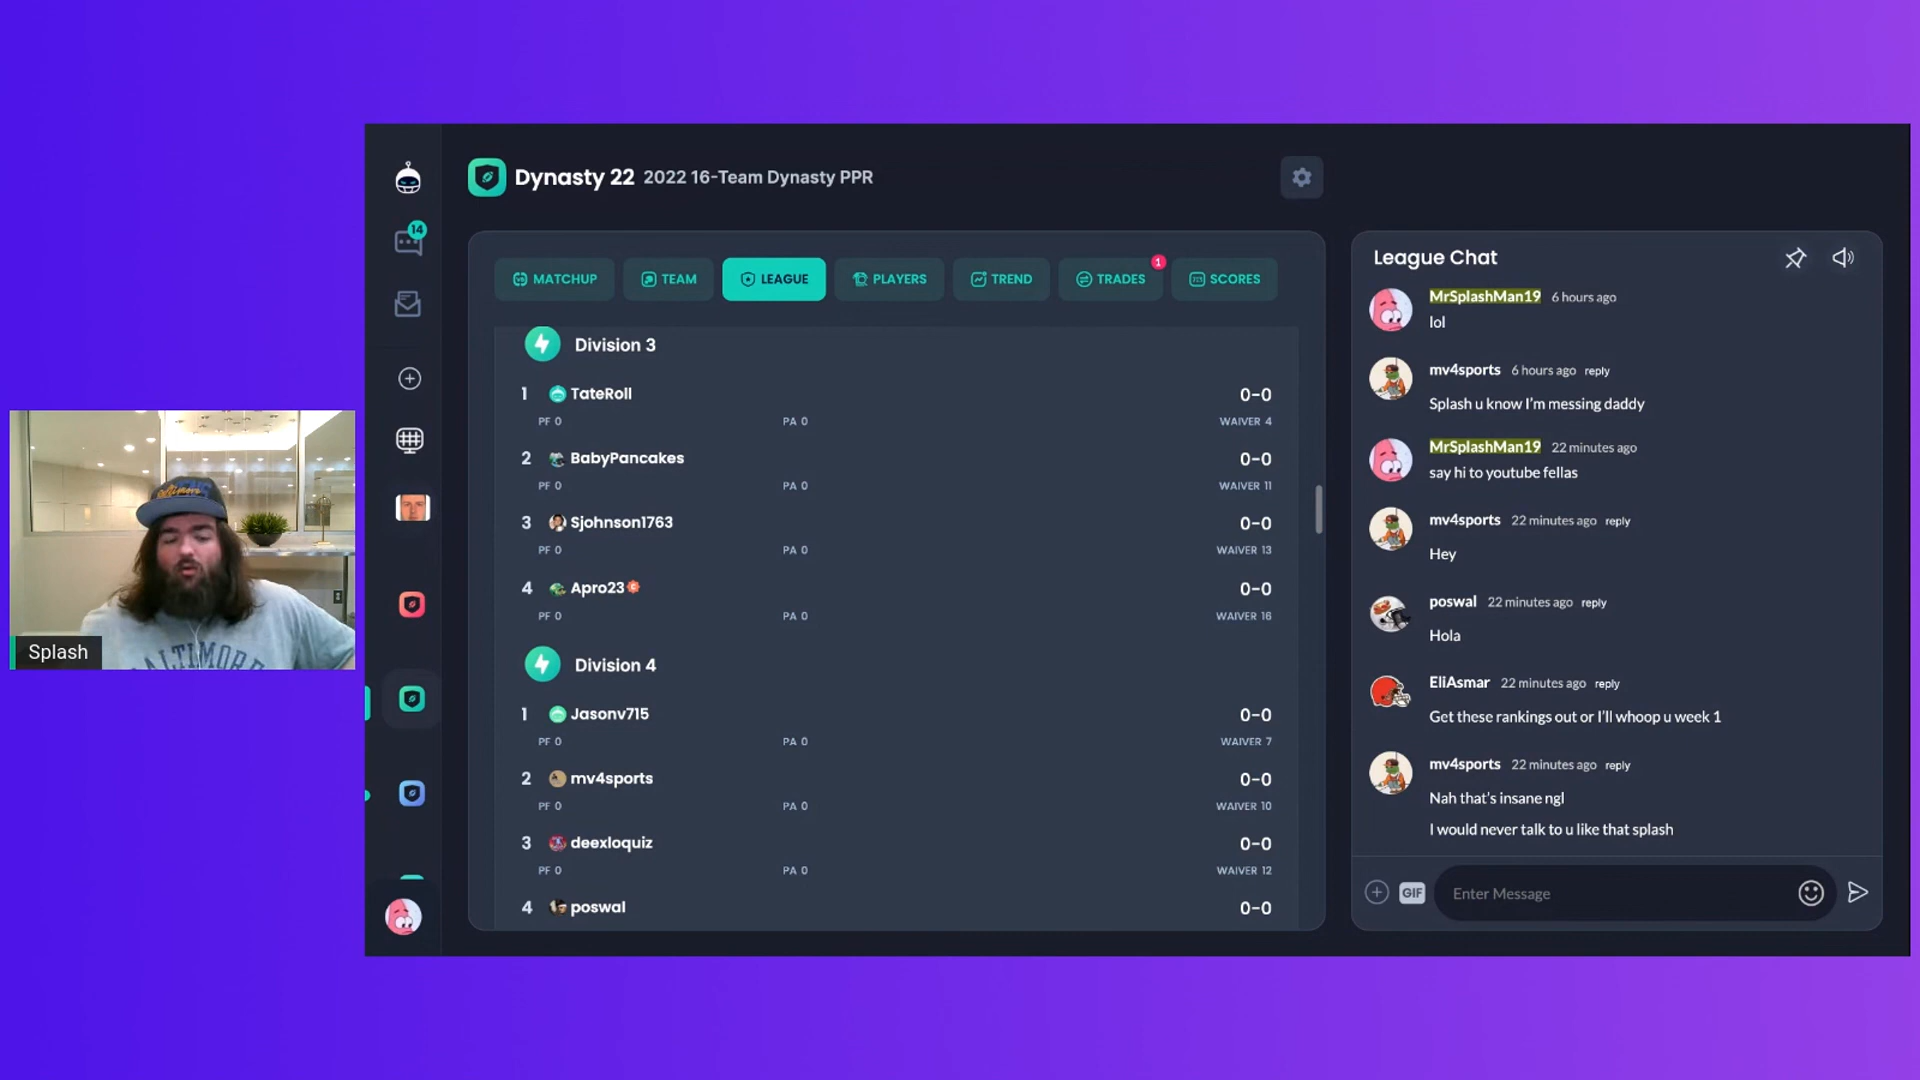 14
Dynasty 22 2022 16-Team Dynasty PPR
MATCHUP TEAM LEAGUE PLAYERS TREND TRADES 1 SCORES
Division 3
1 TateRoll 0-0
PF 0 PA 0 WAIVER 4
2 BabyPancakes 0-0
PF 0 PA 0 WAIVER 11
3 Sjohnson1763 0-0
PF 0 PA 0 WAIVER 13
4 Apro23 0-0
PF 0 PA 0 WAIVER 16
Division 4
1 Jasonv715 0-0
PF 0 PA 0 WAIVER 7
2 mv4sports 0-0
PF 0 PA 0 WAIVER 10
3 deexloquiz 0-0
PF 0 PA 0 WAIVER 12
4 poswal 0-0
League Chat
MrSplashMan19 6 hours ago
lol
mv4sports 6 hours ago reply
Splash u know I'm messing daddy
MrSplashMan19 22 minutes ago
say hi to youtube fellas
mv4sports 22 minutes ago reply
Hey
poswal 22 minutes ago reply
Hola
EliAsmar 22 minutes ago reply
Get these rankings out or I'll whoop u week 1
mv4sports 22 minutes ago reply
Nah that's insane ngl
I would never talk to u like that splash
GIF Enter Message
Splash